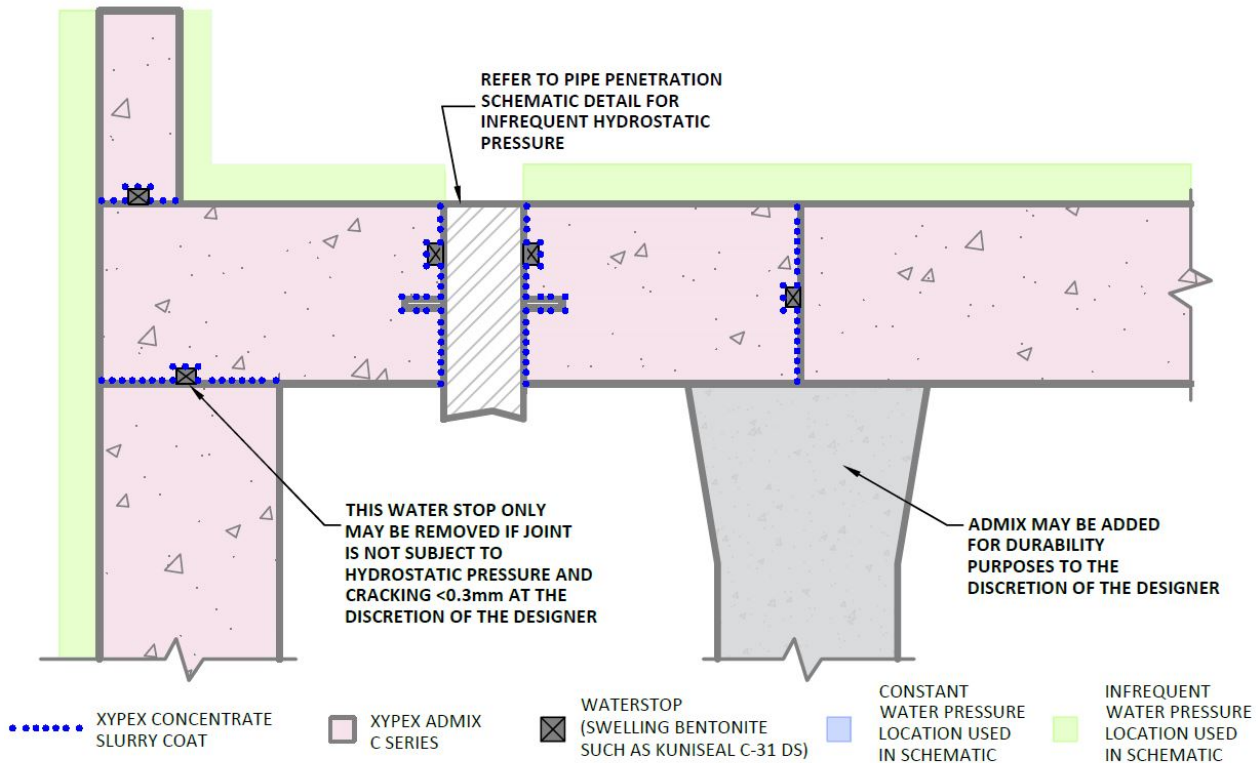 REFER TO PIPE PENETRATION
SCHEMATIC DETAIL FOR
INFREQUENT HYDROSTATIC
PRESSURE
THIS WATER STOP ONLY
MAY BE REMOVED IF JOINT
IS NOT SUBJECT TO
HYDROSTATIC PRESSURE AND
CRACKING <0.3mm AT THE
DISCRETION OF THE DESIGNER
ADMIX MAY BE ADDED
FOR DURABILITY
PURPOSES TO THE
DISCRETION OF THE DESIGNER
XYPEX CONCENTRATE
SLURRY COAT
XYPEX ADMIX
C SERIES
WATERSTOP
(SWELLING BENTONITE
SUCH AS KUNISEAL C-31 DS)
CONSTANT
WATER PRESSURE
LOCATION USED
IN SCHEMATIC
INFREQUENT
WATER PRESSURE
LOCATION USED
IN SCHEMATIC